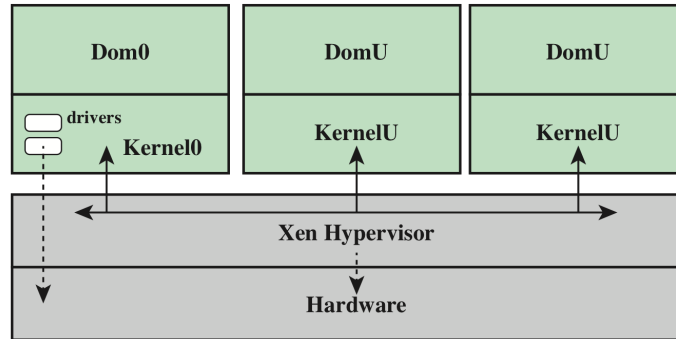 Dom0
DomU
DomU
drivers
Kernel0
KernelU
KernelU
Xen Hypervisor
Hardware